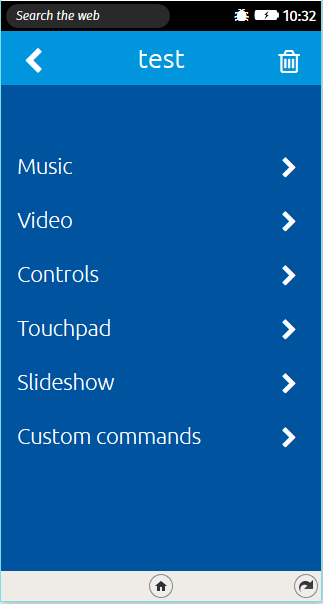 Search the web
10:32
test
Music
Video
Controls
Touchpad
Slideshow
Custom commands